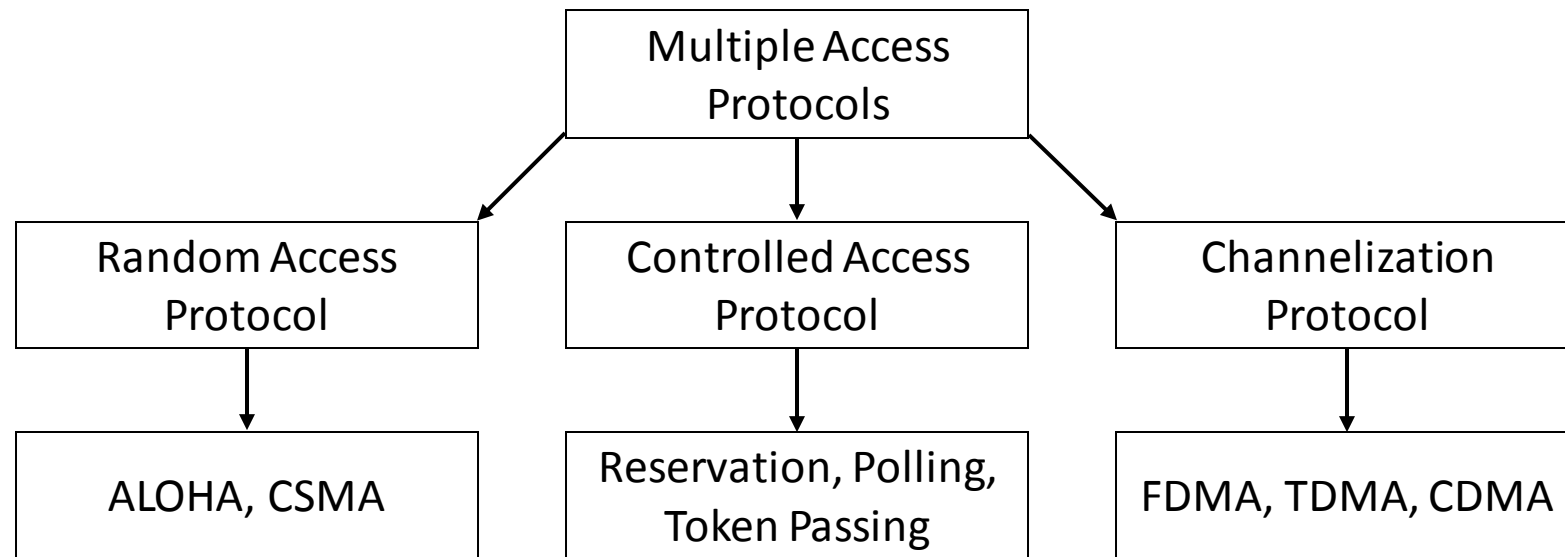 Multiple Access
Protocols
Random Access
Protocol
Controlled Access
Protocol
Channelization
Protocol
ALOHA, CSMA
Reservation, Polling,
Token Passing
FDMA, TDMA, CDMA